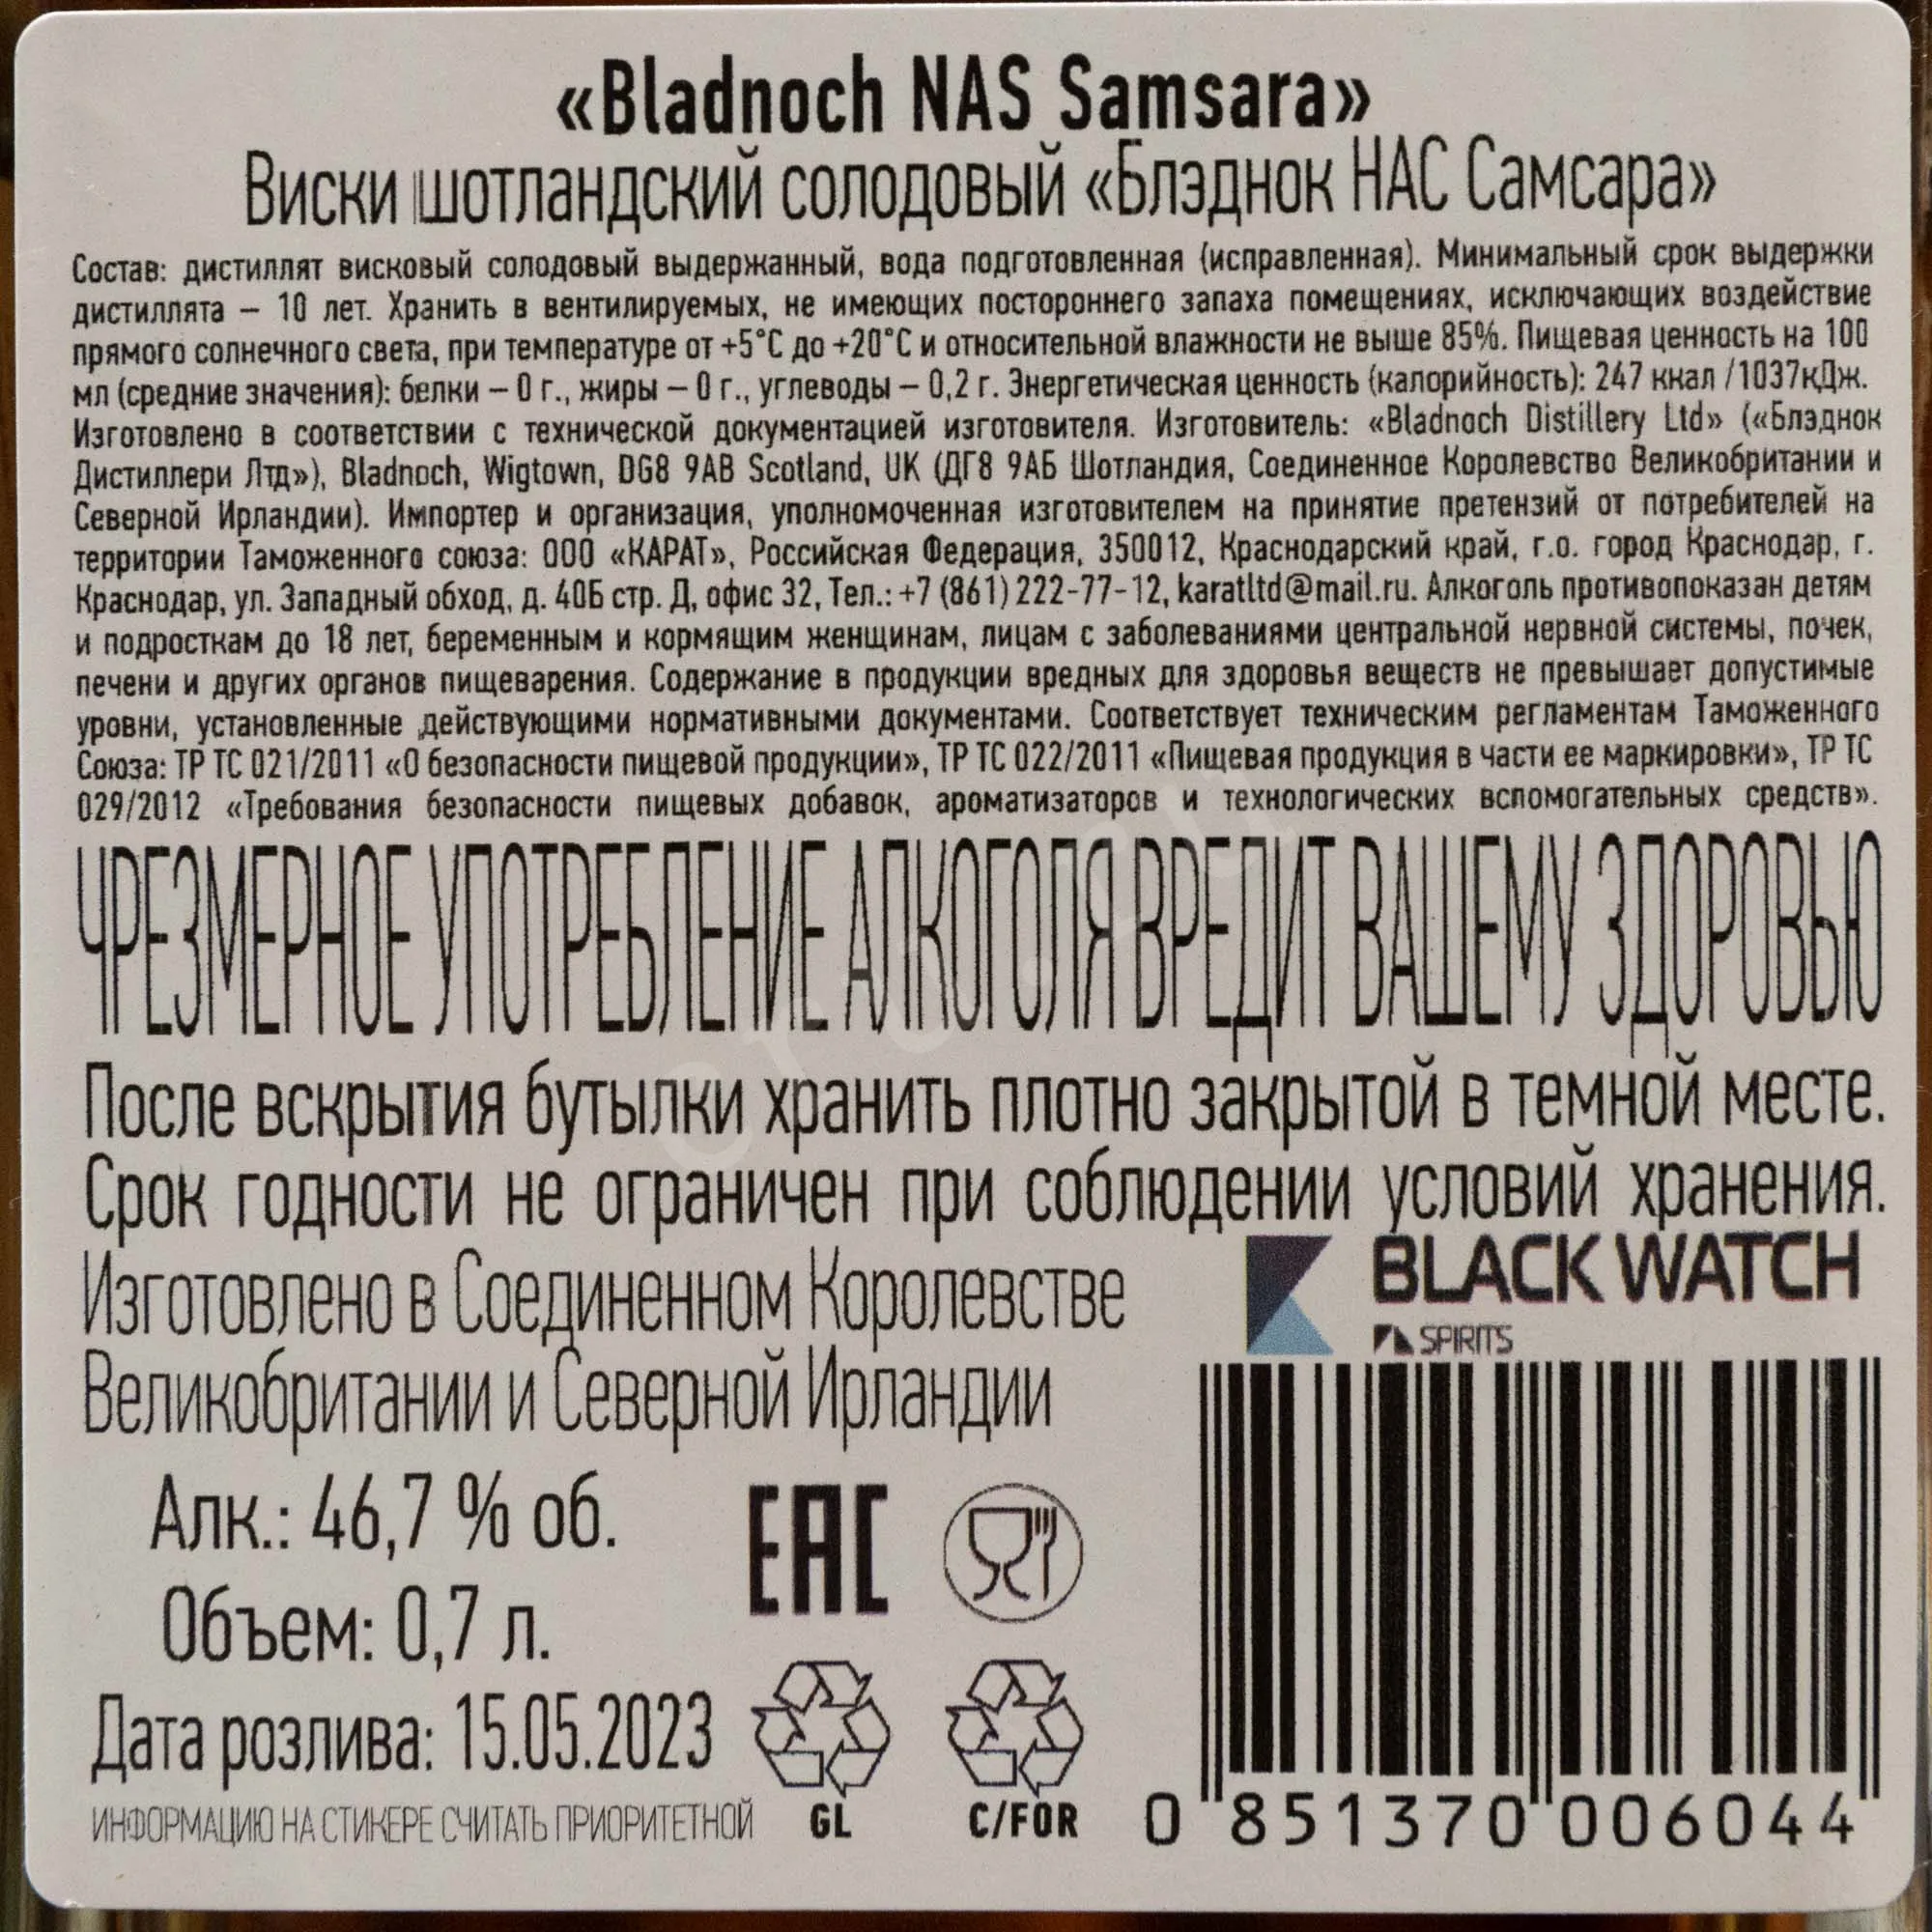 «Bladnoch NAS Samsara»
Виски шотландский солодовый «Блэднок НАС Самсара»
Состав: дистиллят висковый солодовый выдержанный, вода подготовленная (исправленная). Минимальный срок выдержки
дистиллята – 10 лет. Хранить в вентилируемых, не имеющих постороннего запаха помещениях, исключающих воздействие
прямого солнечного света, при температуре от +5°С до +20°С и относительной влажности не выше 85%. Пищевая ценность на 100
мл (средние значения): белки – 0 г., жиры – 0 г., углеводы – 0,2 г. Энергетическая ценность (калорийность): 247 ккал /1037кДж.
Изготовлено в соответствии с технической документацией изготовителя. Изготовитель: «Bladnoch Distillery Ltd» («Блэднок
Дистиллери Лтд»), Bladnoch, Wigtown, DG8 9AB Scotland, UK (ДГ8 9АБ Шотландия, Соединенное Королевство Великобритании и
Северной Ирландии). Импортер и организация, уполномоченная изготовителем на принятие претензий от потребителей на
территории Таможенного союза: ООО «КАРАТ», Российская Федерация, 350012, Краснодарский край, г.о. город Краснодар, г.
Краснодар, ул. Западный обход, д. 40Б стр. Д, офис 32, Тел.: +7 (861) 222-77-12, karatltd@mail.ru. Алкоголь противопоказан детям
и подросткам до 18 лет, беременным и кормящим женщинам, лицам с заболеваниями центральной нервной системы, почек,
печени и других органов пищеварения. Содержание в продукции вредных для здоровья веществ не превышает допустимые
уровни, установленные действующими нормативными документами. Соответствует техническим регламентам Таможенного
Союза: ТР ТС 021/2011 «О безопасности пищевой продукции», ТР ТС 022/2011 «Пищевая продукция в части ее маркировки», ТР ТС
029/2012 «Требования безопасности пищевых добавок, ароматизаторов и технологических вспомогательных средств».
ЧРЕЗМЕРНОЕ УПОТРЕБЛЕНИЕ АЛКОГОЛЯ ВРЕДИТ ВАШЕМУ ЗДОРОВЬЮ
После вскрытия бутылки хранить плотно закрытой в темной месте.
Срок годности не ограничен при соблюдении условий хранения.
Изготовлено в Соединенном Королевстве
Великобритании и Северной Ирландии
BLACK WATCH
SPIRITS
Алк.: 46,7 % об.
Объем: 0,7 л.
Дата розлива: 15.05.2023
ИНФОРМАЦИЮ НА СТИКЕРЕ СЧИТАТЬ ПРИОРИТЕТНОЙ
EAC
GL
C/FOR
0 851370 006044